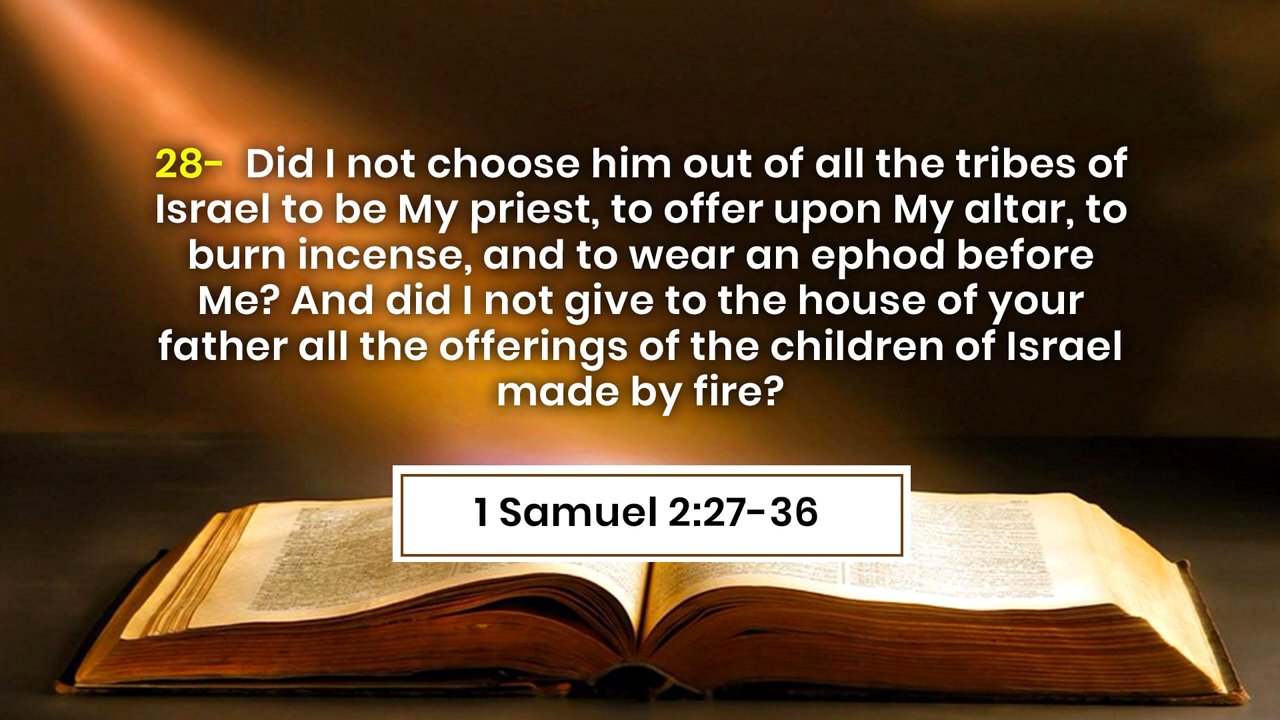 28- Did I not choose him out of all the tribes of
Israel to be My priest, to offer upon My altar, to
burn incense, and to wear an ephod before
Me? And did I not give to the house of your
father all the offerings of the children of Israel
made by fire?
1 Samuel 2:27-36